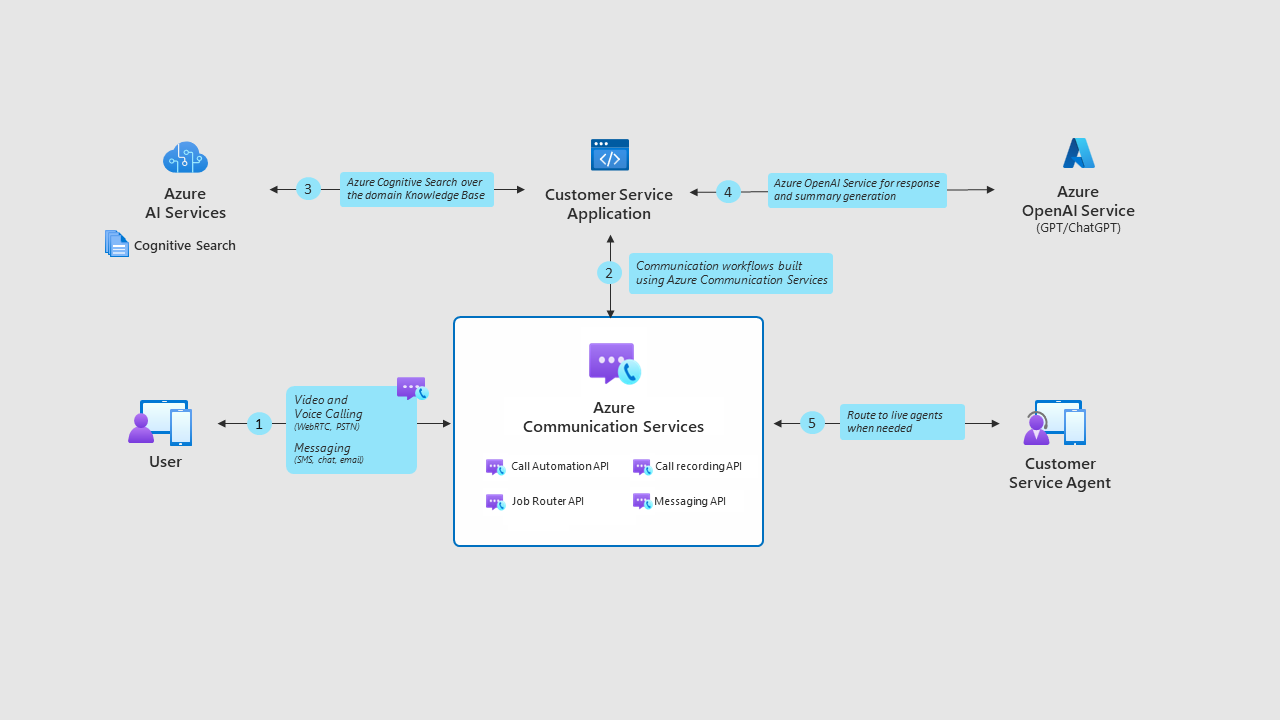 Azure
AI Services
Cognitive Search
3
Azure Cognitive Search over
the domain Knowledge Base
Customer Service
Application
4
Azure OpenAI Service for response
and summary generation
Azure
OpenAI Service
(GPT/ChatGPT)
2
Communication workflows built
using Azure Communication Services
User
1
Video and
Voice Calling
(WebRTC, PSTN)
Messaging
(SMS, chat, email)
Azure
Communication Services
Call Automation API
Call recording API
Job Router API
Messaging API
5
Route to live agents
when needed
Customer
Service Agent